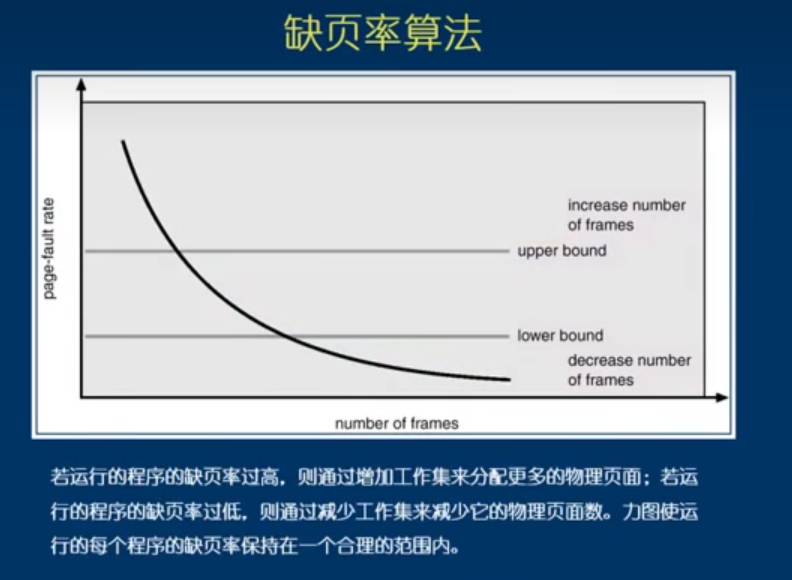 缺页率算法
page-fault rate
increase number
of frames
upper bound
lower bound
decrease number
of frames
number of frames
若运行的程序的缺页率过高，则通过增加工作集来分配更多的物理页面；若运
行的程序的缺页率过低，则通过减少工作集来减少它的物理页面数。力图使运
行的每个程序的缺页率保持在一个合理的范围内。